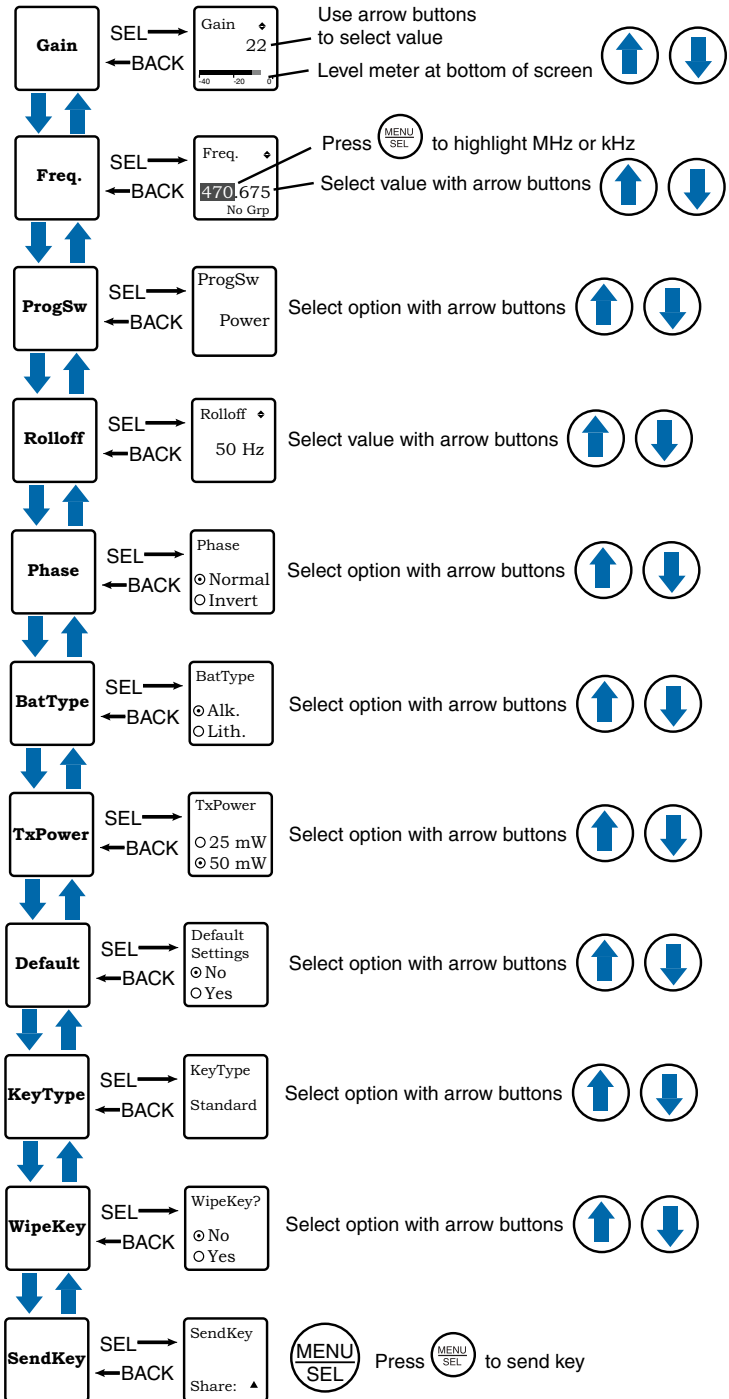 Gain
SEL
BACK
Gain
22
-40 -20 0
Use arrow buttons
to select value
Level meter at bottom of screen
Freq.
SEL
BACK
Freq.
470.675
No Grp
Press MENU SEL to highlight MHz or kHz
Select value with arrow buttons
ProgSw
SEL
BACK
ProgSw
Power
Select option with arrow buttons
Rolloff
SEL
BACK
Rolloff
50 Hz
Select value with arrow buttons
Phase
SEL
BACK
Phase
Normal
Invert
Select option with arrow buttons
BatType
SEL
BACK
BatType
Alk.
Lith.
Select option with arrow buttons
TxPower
SEL
BACK
TxPower
25 mW
50 mW
Select option with arrow buttons
Default
SEL
BACK
Default
Settings
No
Yes
Select option with arrow buttons
KeyType
SEL
BACK
KeyType
Standard
Select option with arrow buttons
WipeKey
SEL
BACK
WipeKey?
No
Yes
Select option with arrow buttons
SendKey
SEL
BACK
SendKey
Share:
MENU
SEL
Press MENU SEL to send key